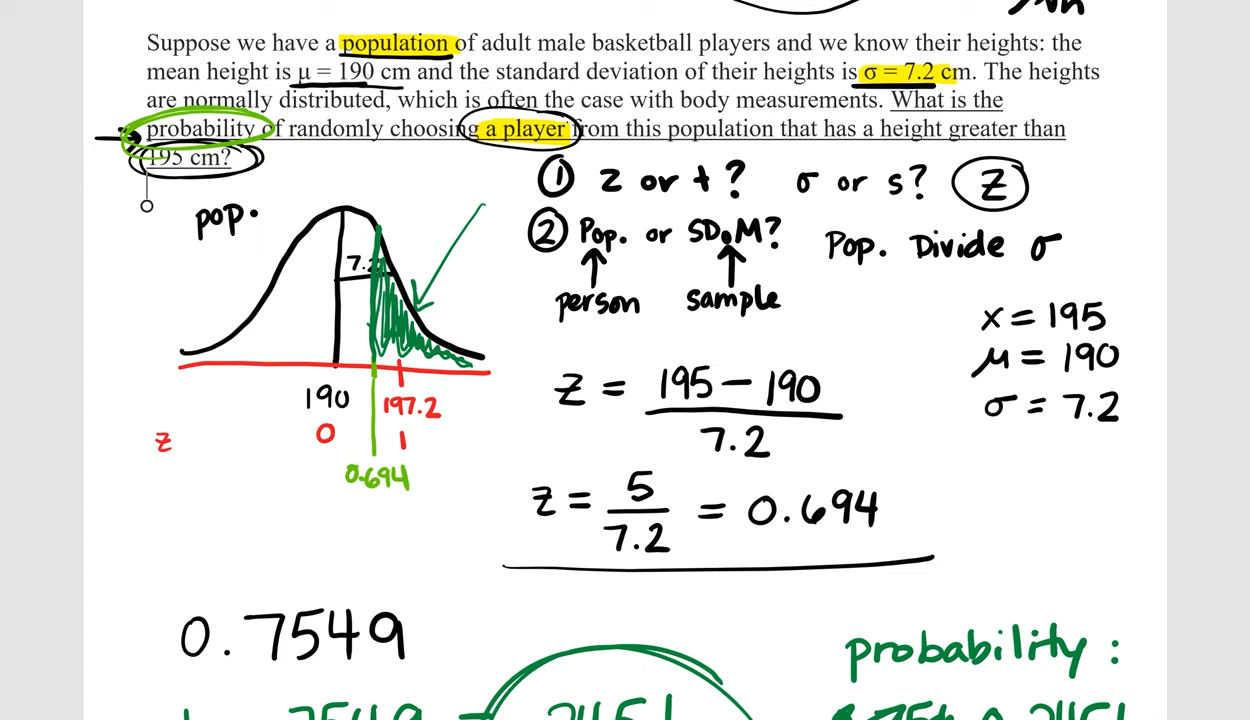 Suppose we have a population of adult male basketball players and we know their heights: the
mean height is μ = 190 cm and the standard deviation of their heights is σ = 7.2 cm. The heights
are normally distributed, which is often the case with body measurements. What is the
probability of randomly choosing a player from this population that has a height greater than
195 cm?
① z or t? σ or s? Z
pop.
② Pop. or SDoM? Pop. Divide σ
person sample
7.2
x = 195
μ = 190
σ = 7.2
z = 195 − 190
7.2
190 197.2
z 0 1
0.694
z = 5 = 0.694
7.2
0.7549
probability:
.7549 = .2451